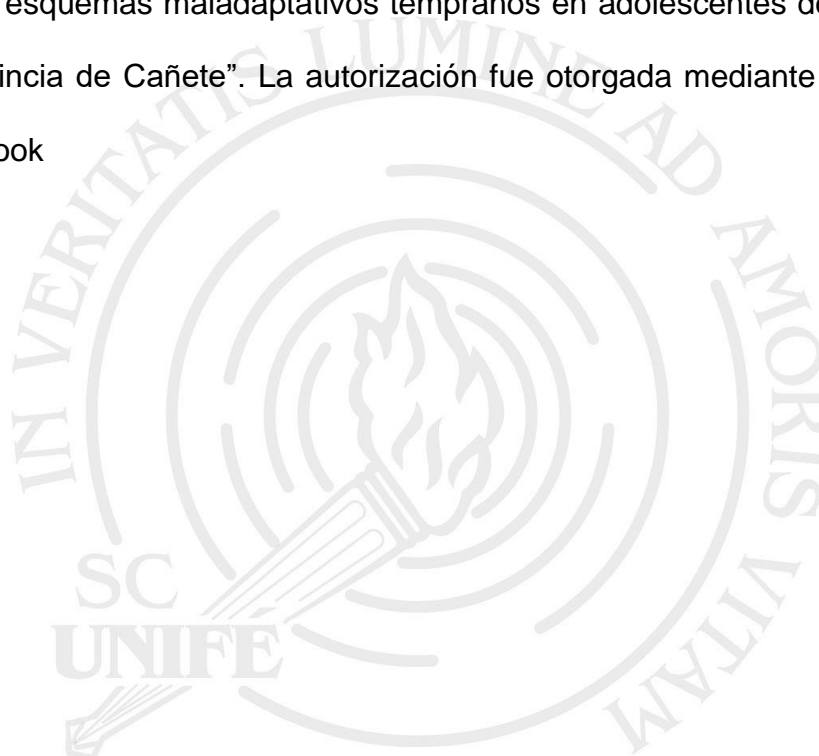 esquemas maladaptativos tempranos en adolescentes de
incia de Cañete”. La autorización fue otorgada mediante
ook
IN VERITATIS LUMINE AD AMORIS VITAM
SC
UNIFE